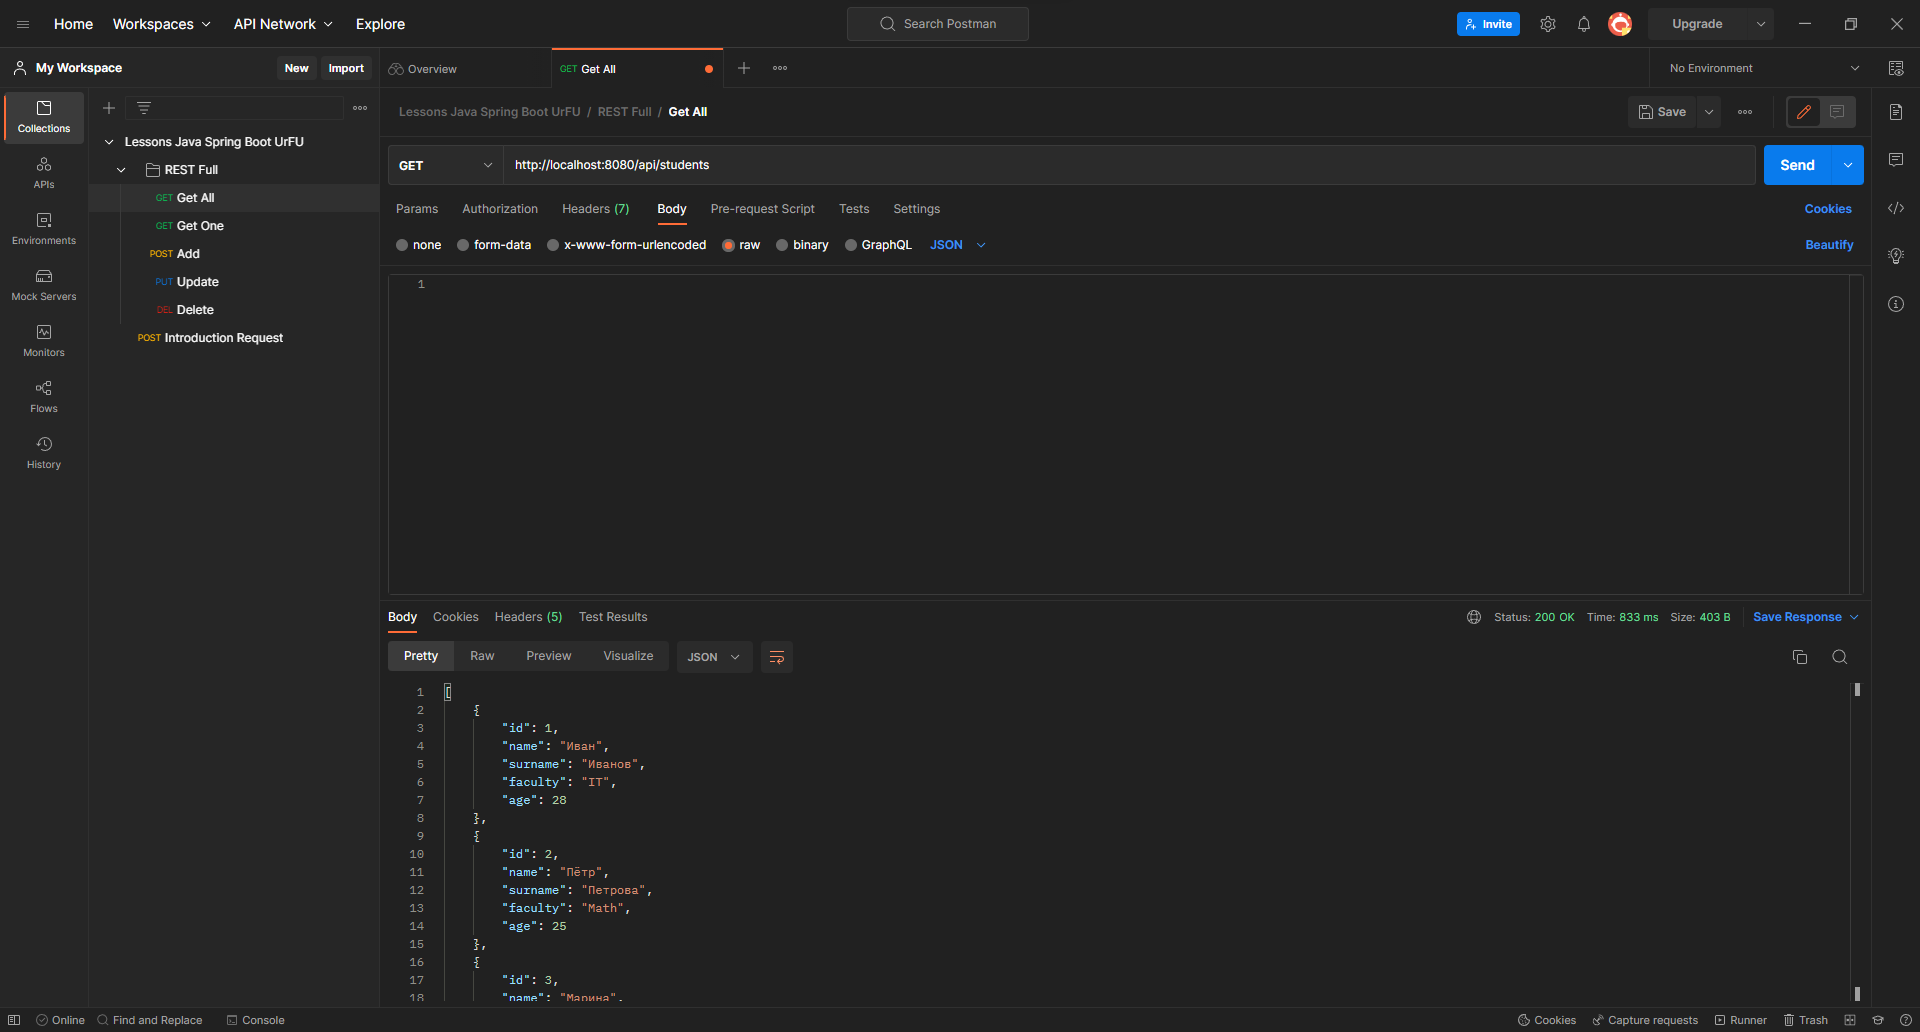 Home Workspaces API Network Explore Search Postman Invite Upgrade
My Workspace New Import Overview GET Get All No Environment
Collections
APIs
Environments
Mock Servers
Monitors
Flows
History
Lessons Java Spring Boot UrFU
REST Full
GET Get All
GET Get One
POST Add
PUT Update
DEL Delete
POST Introduction Request
Lessons Java Spring Boot UrFU / REST Full / Get All Save
GET http://localhost:8080/api/students Send
Params Authorization Headers (7) Body Pre-request Script Tests Settings Cookies
none form-data x-www-form-urlencoded raw binary GraphQL JSON Beautify
1
Body Cookies Headers (5) Test Results Status: 200 OK Time: 833 ms Size: 403 B Save Response
Pretty Raw Preview Visualize JSON
1 [
2 {
3 "id": 1,
4 "name": "Иван",
5 "surname": "Иванов",
6 "faculty": "IT",
7 "age": 28
8 },
9 {
10 "id": 2,
11 "name": "Пётр",
12 "surname": "Петрова",
13 "faculty": "Math",
14 "age": 25
15 },
16 {
17 "id": 3,
18 "name": "Марина",
Online Find and Replace Console Cookies Capture requests Runner Trash